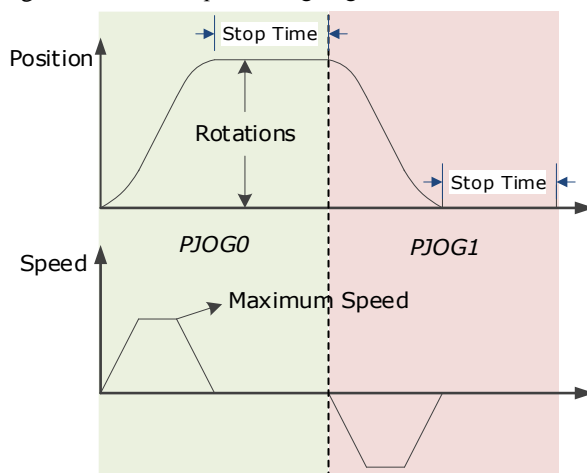 Stop Time
Position
Rotations
Stop Time
PJOG0
PJOG1
Speed
Maximum Speed